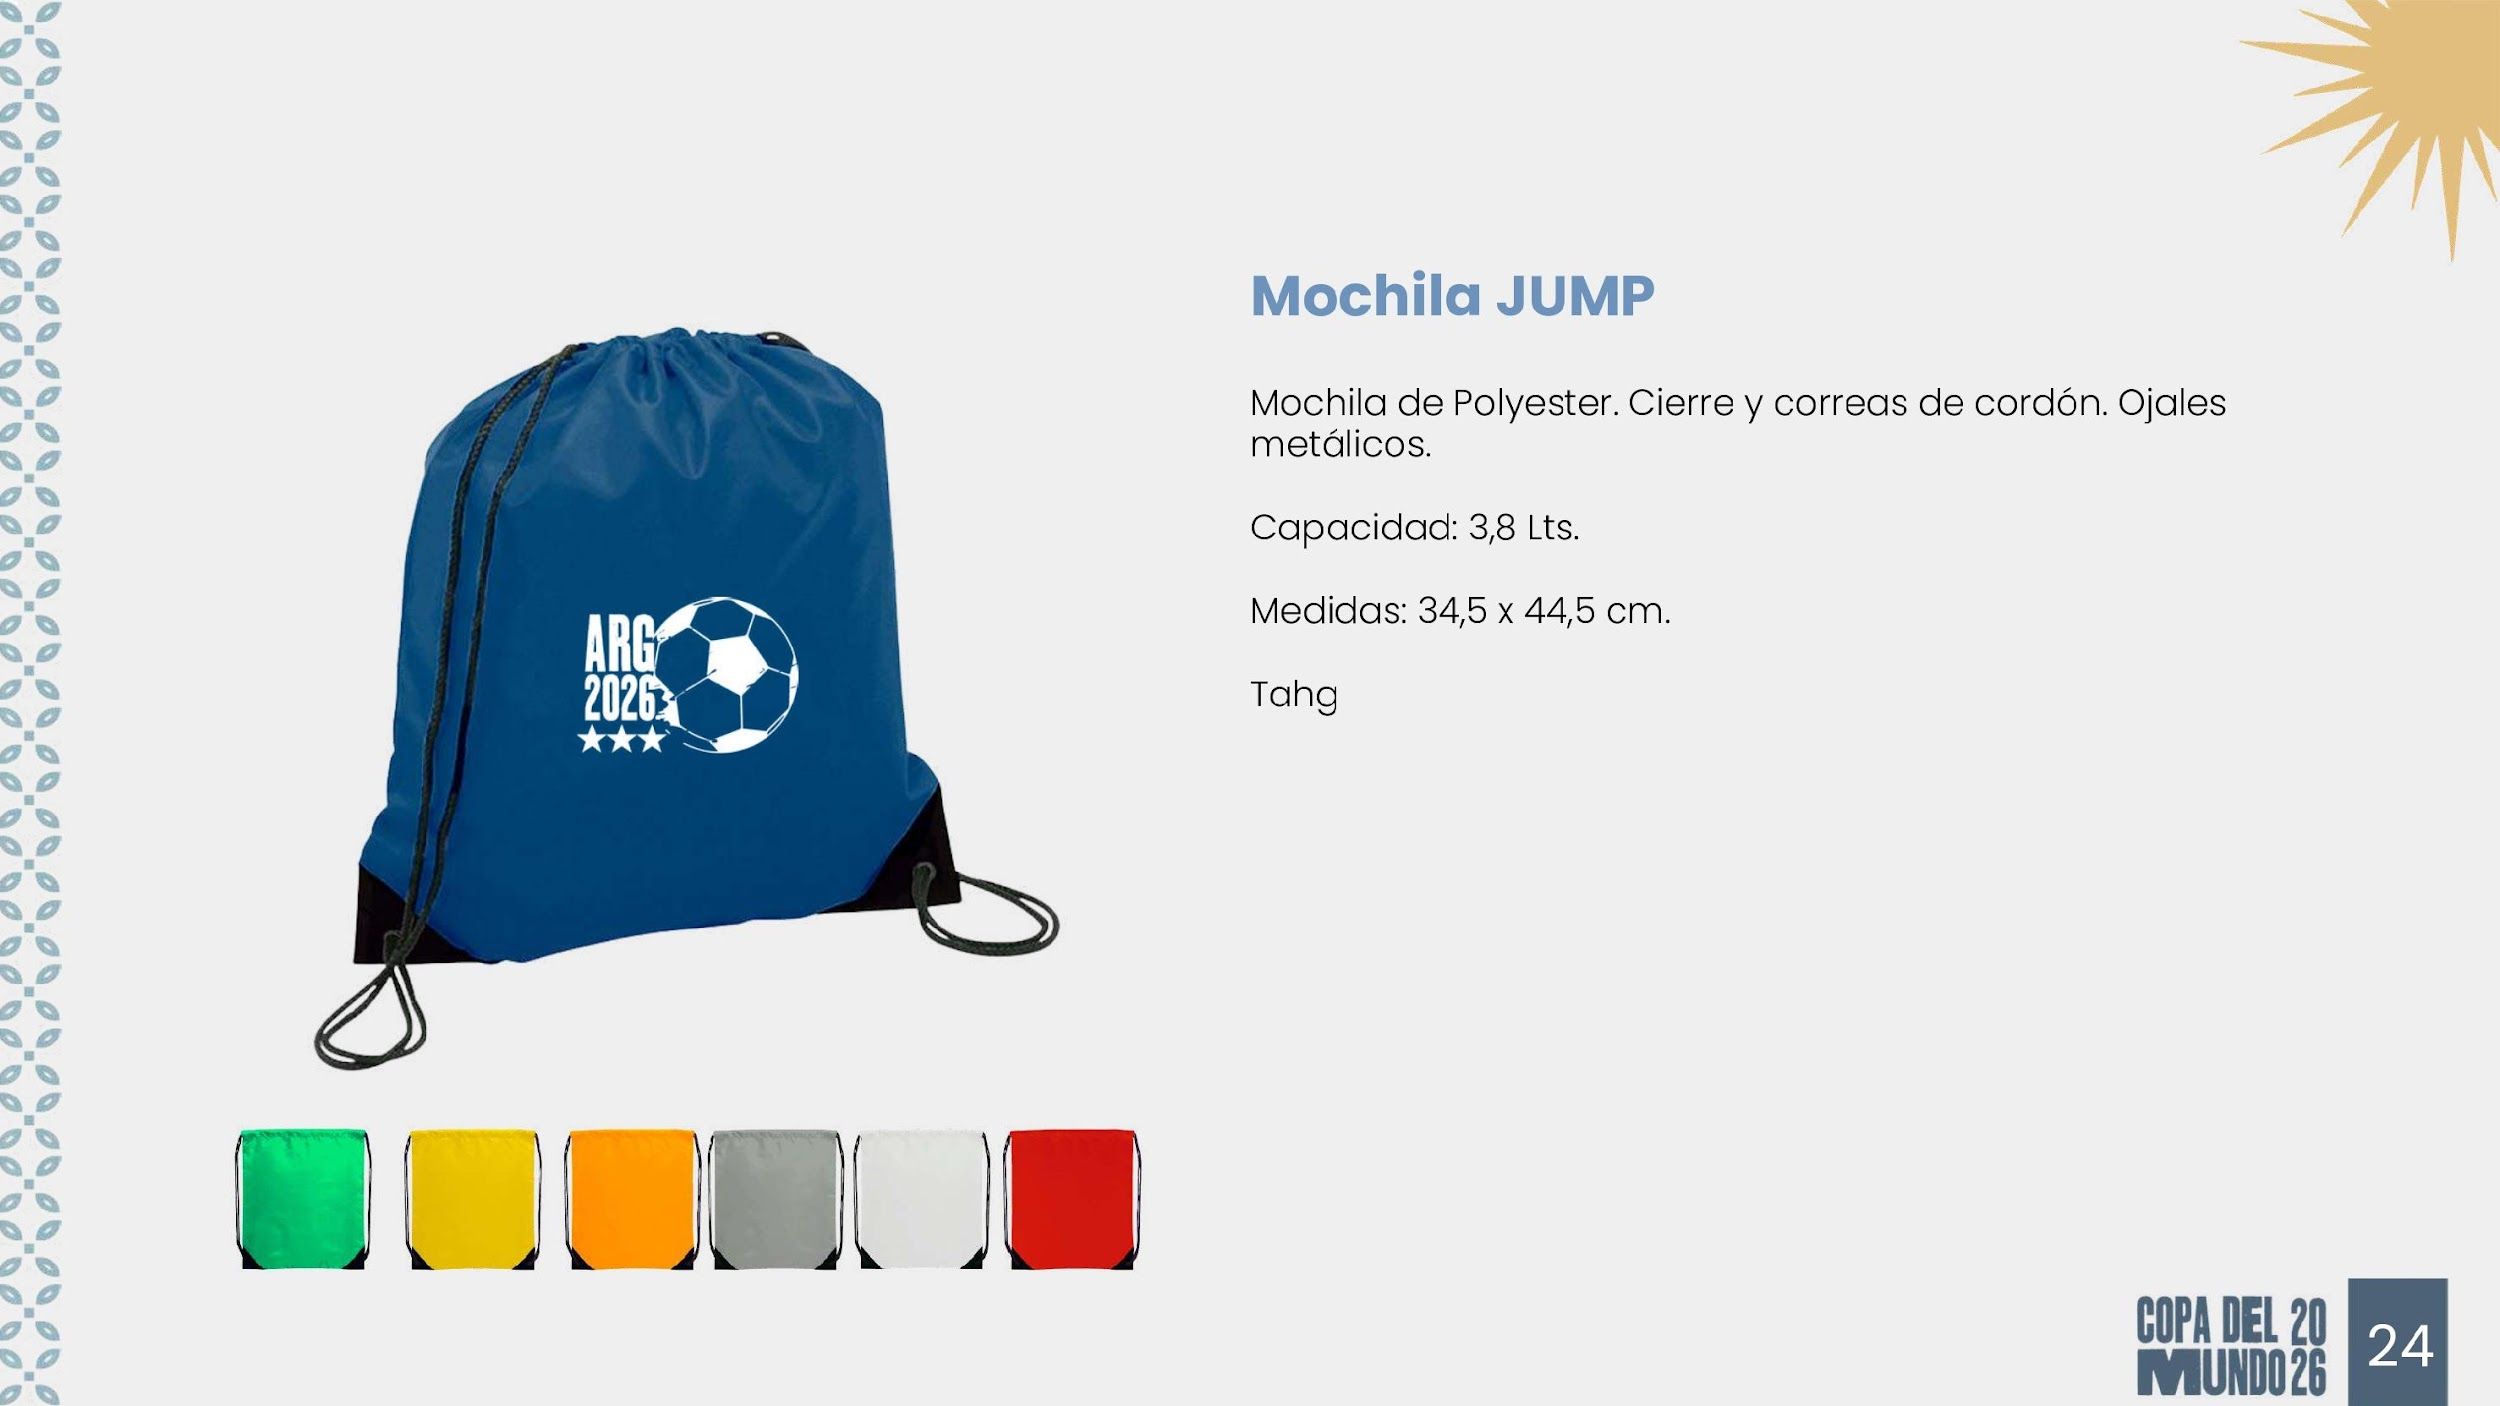 Mochila JUMP
Mochila de Polyester. Cierre y correas de cordón. Ojales
metálicos.
Capacidad: 3,8 Lts.
Medidas: 34,5 x 44,5 cm.
Tahg
ARG
2026
COPA DEL 20
MUNDO 26
24